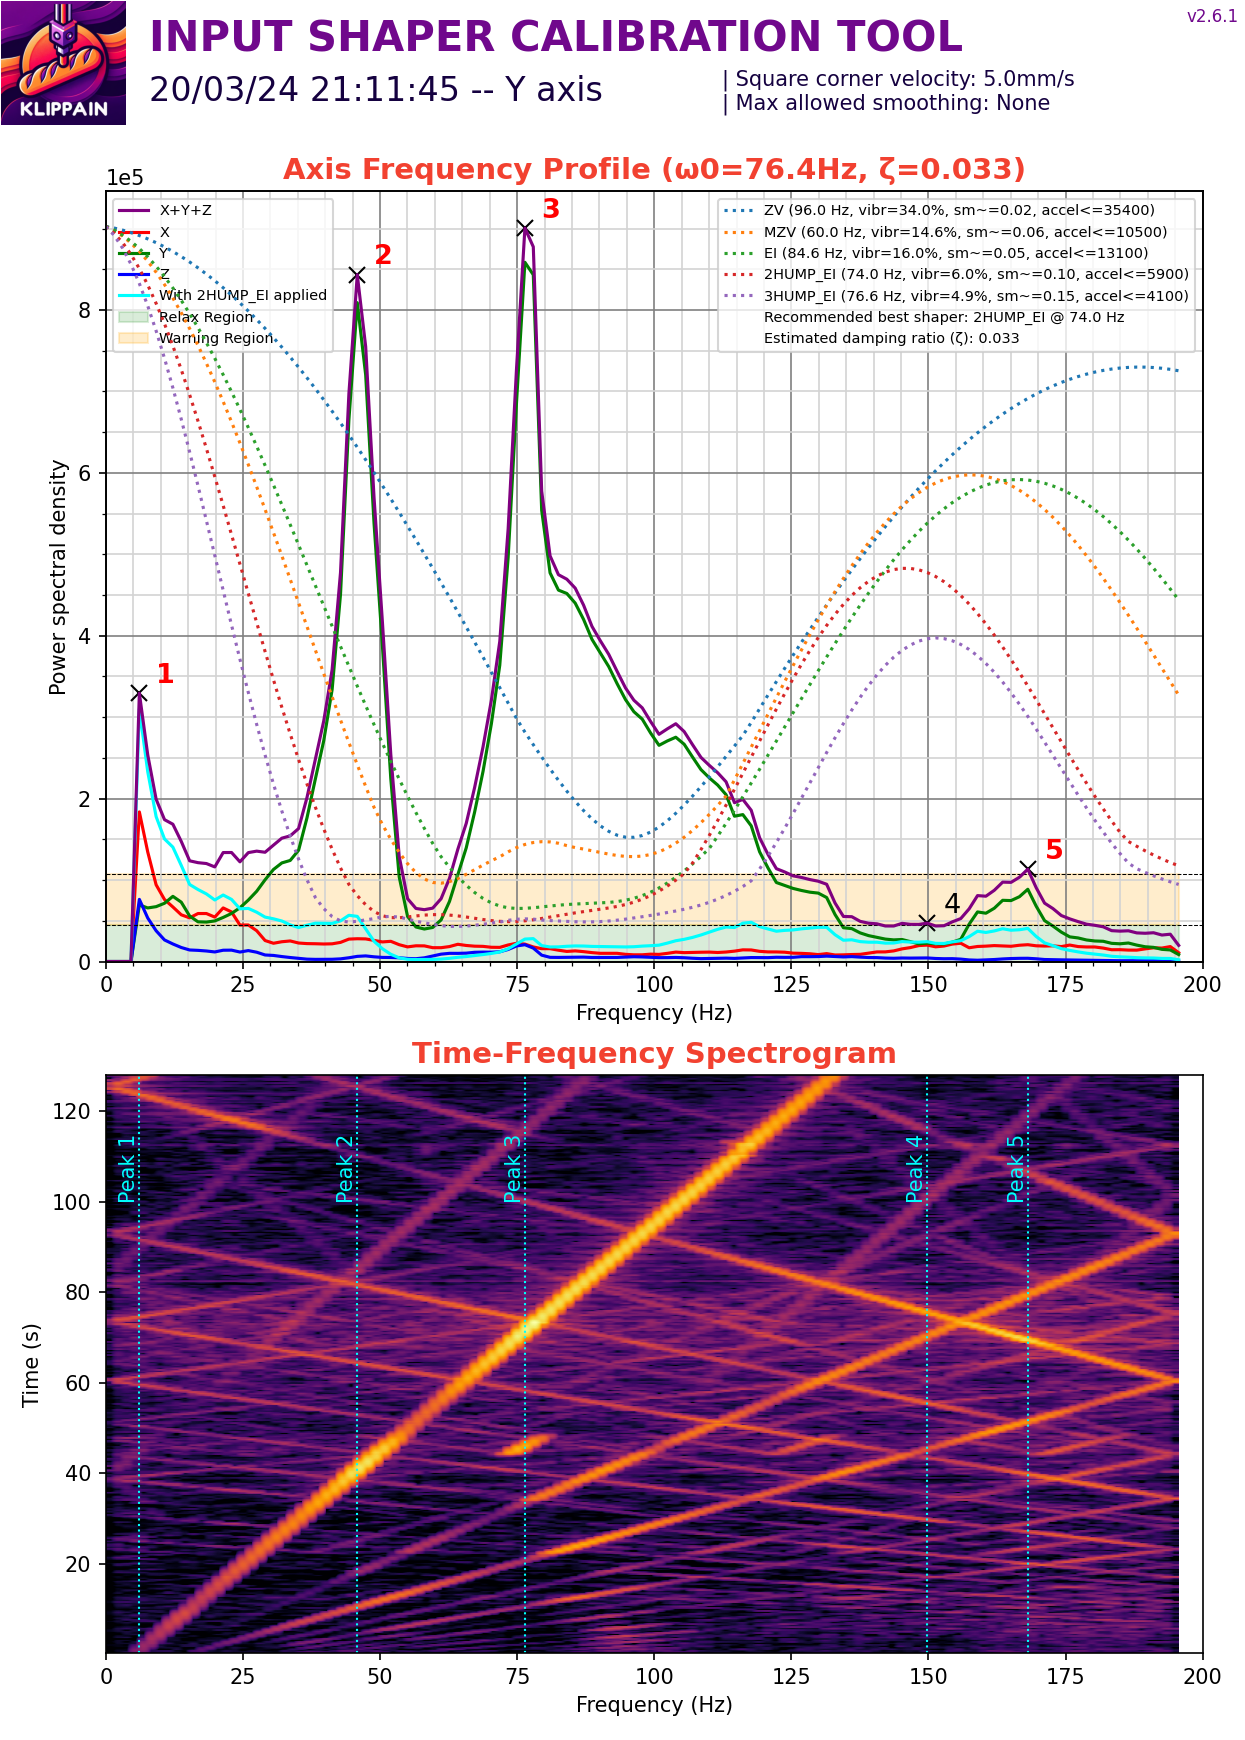 v2.6.1
INPUT SHAPER CALIBRATION TOOL
20/03/24 21:11:45 -- Y axis
| Square corner velocity: 5.0mm/s
| Max allowed smoothing: None
KLIPPAIN
Axis Frequency Profile (ω0=76.4Hz, ζ=0.033)
1e5
X+Y+Z
X
Y
Z
With 2HUMP_EI applied
Relax Region
Warning Region
ZV (96.0 Hz, vibr=34.0%, sm~=0.02, accel<=35400)
MZV (60.0 Hz, vibr=14.6%, sm~=0.06, accel<=10500)
EI (84.6 Hz, vibr=16.0%, sm~=0.05, accel<=13100)
2HUMP_EI (74.0 Hz, vibr=6.0%, sm~=0.10, accel<=5900)
3HUMP_EI (76.6 Hz, vibr=4.9%, sm~=0.15, accel<=4100)
Recommended best shaper: 2HUMP_EI @ 74.0 Hz
Estimated damping ratio (ζ): 0.033
1
2
3
4
5
Power spectral density
8
6
4
2
0
0 25 50 75 100 125 150 175 200
Frequency (Hz)
Time-Frequency Spectrogram
Time (s)
120
100
80
60
40
20
Peak 1
Peak 2
Peak 3
Peak 4
Peak 5
0 25 50 75 100 125 150 175 200
Frequency (Hz)